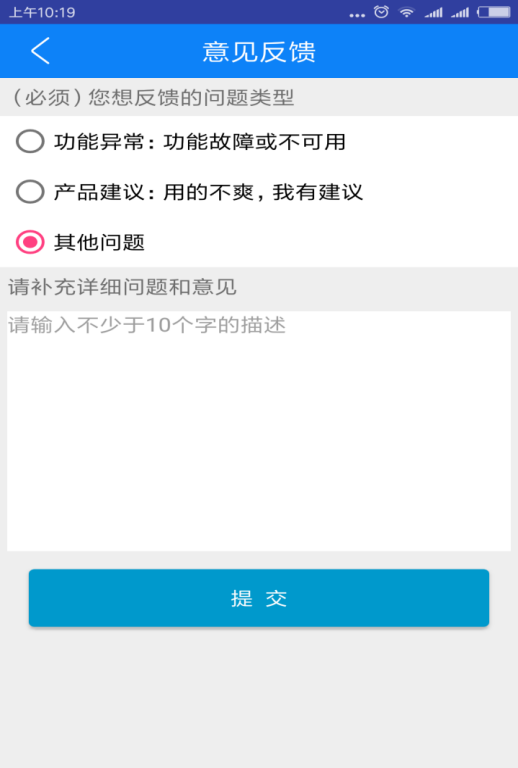 上午10:19
意见反馈
（必须）您想反馈的问题类型
功能异常：功能故障或不可用
产品建议：用的不爽，我有建议
其他问题
请补充详细问题和意见
请输入不少于10个字的描述
提 交